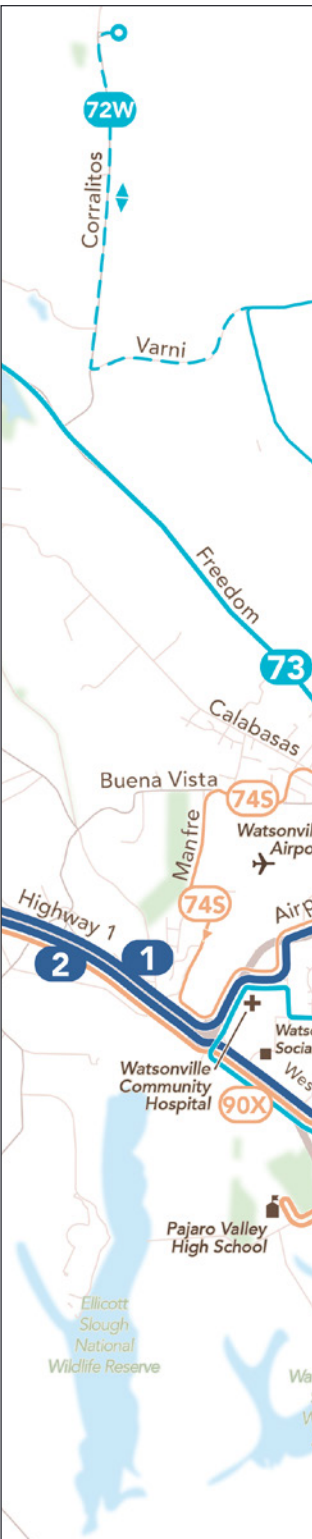 72W
Corralitos
Varni
Freedom
73
Calabasas
Buena Vista
74S
Manfre
74S
Highway 1
2
1
Watsonville
Community
Hospital
90X
Pajaro Valley
High School
Ellicott
Slough
National
Wildlife Reserve